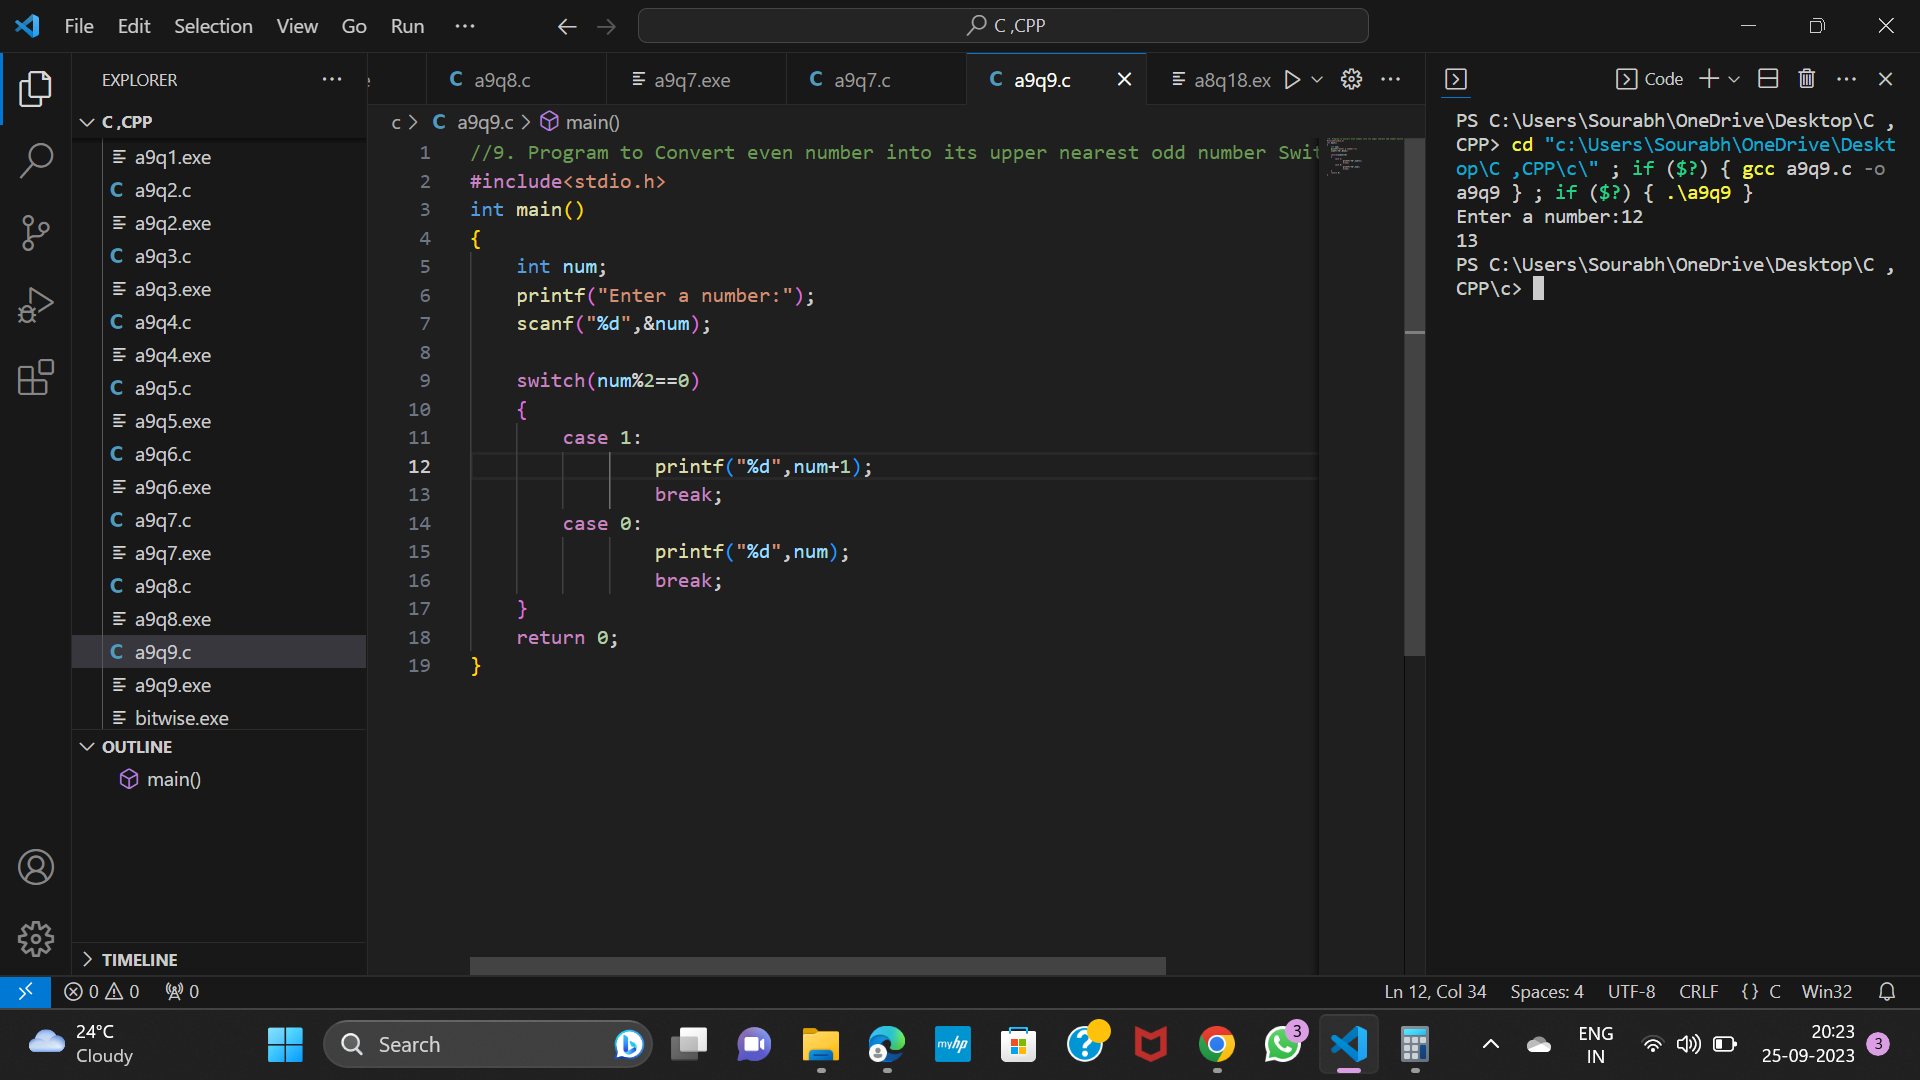 File Edit Selection View Go Run ···
C ,CPP
EXPLORER
C ,CPP
a9q1.exe
a9q2.c
a9q2.exe
a9q3.c
a9q3.exe
a9q4.c
a9q4.exe
a9q5.c
a9q5.exe
a9q6.c
a9q6.exe
a9q7.c
a9q7.exe
a9q8.c
a9q8.exe
a9q9.c
a9q9.exe
bitwise.exe
OUTLINE
main()
TIMELINE
C a9q8.c a9q7.exe C a9q7.c C a9q9.c a8q18.ex
c > C a9q9.c > main()
1 //9. Program to Convert even number into its upper nearest odd number Swit
2 #include<stdio.h>
3 int main()
4 {
5 int num;
6 printf("Enter a number:");
7 scanf("%d",&num);
8
9 switch(num%2==0)
10 {
11 case 1:
12 printf("%d",num+1);
13 break;
14 case 0:
15 printf("%d",num);
16 break;
17 }
18 return 0;
19 }
Code
PS C:\Users\Sourabh\OneDrive\Desktop\C ,
CPP> cd "c:\Users\Sourabh\OneDrive\Deskt
op\C ,CPP\c\" ; if ($?) { gcc a9q9.c -o
a9q9 } ; if ($?) { .\a9q9 }
Enter a number:12
13
PS C:\Users\Sourabh\OneDrive\Desktop\C ,
CPP\c>
0 0 0
Ln 12, Col 34 Spaces: 4 UTF-8 CRLF {} C Win32
24°C
Cloudy
Search
myhp
3
ENG
IN
20:23
25-09-2023
3